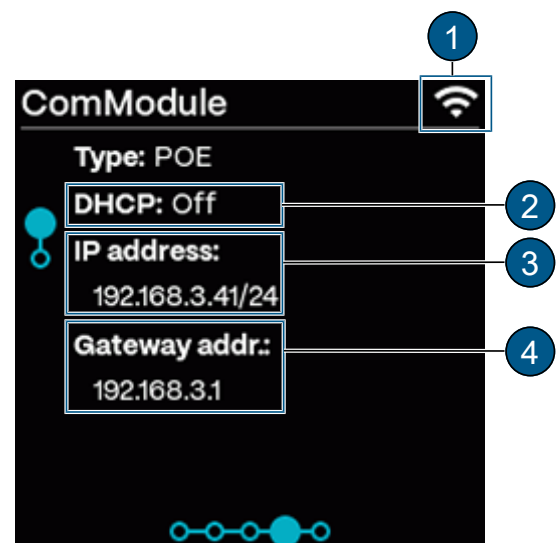 1
ComModule
Type: POE
DHCP: Off
2
IP address:
3
192.168.3.41/24
Gateway addr.:
4
192.168.3.1